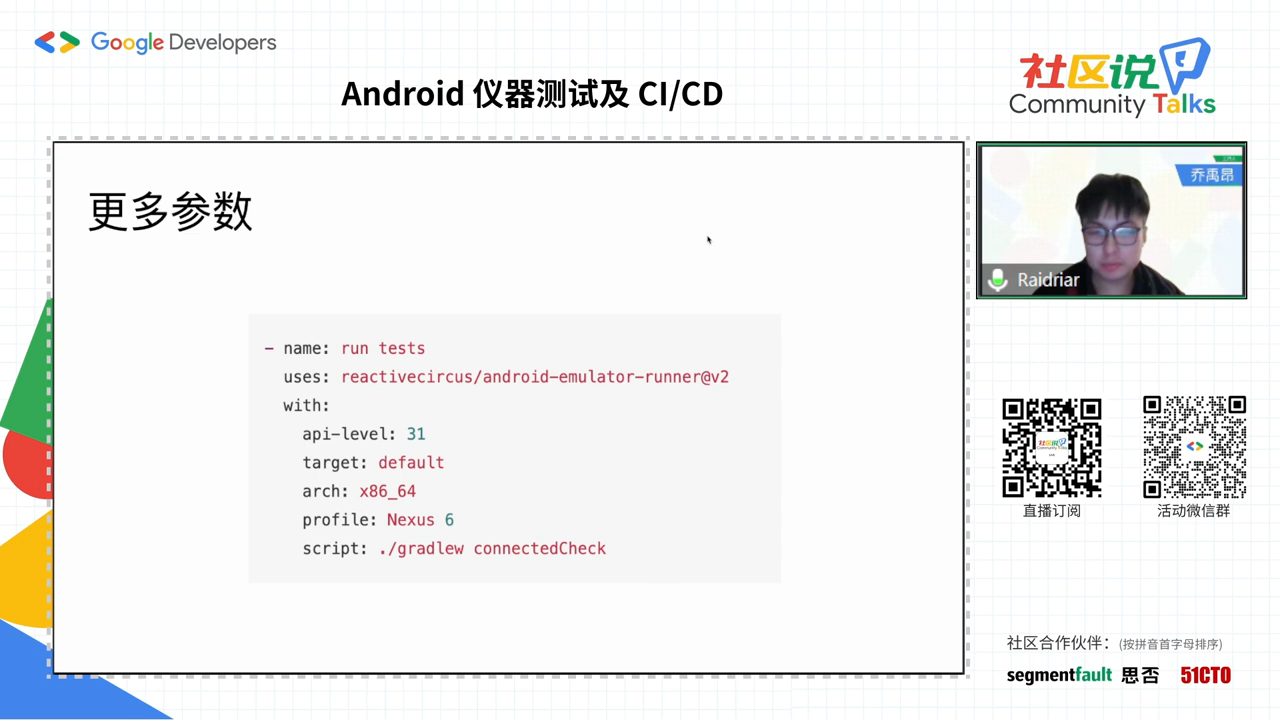 Google Developers
Android 仪器测试及 CI/CD
社区说
Community Talks
更多参数
- name: run tests
uses: reactivecircus/android-emulator-runner@v2
with:
api-level: 31
target: default
arch: x86_64
profile: Nexus 6
script: ./gradlew connectedCheck
乔禹昂
Raidriar
直播订阅
活动微信群
社区合作伙伴：(按拼音首字母排序)
segmentfault 思否 51CTO